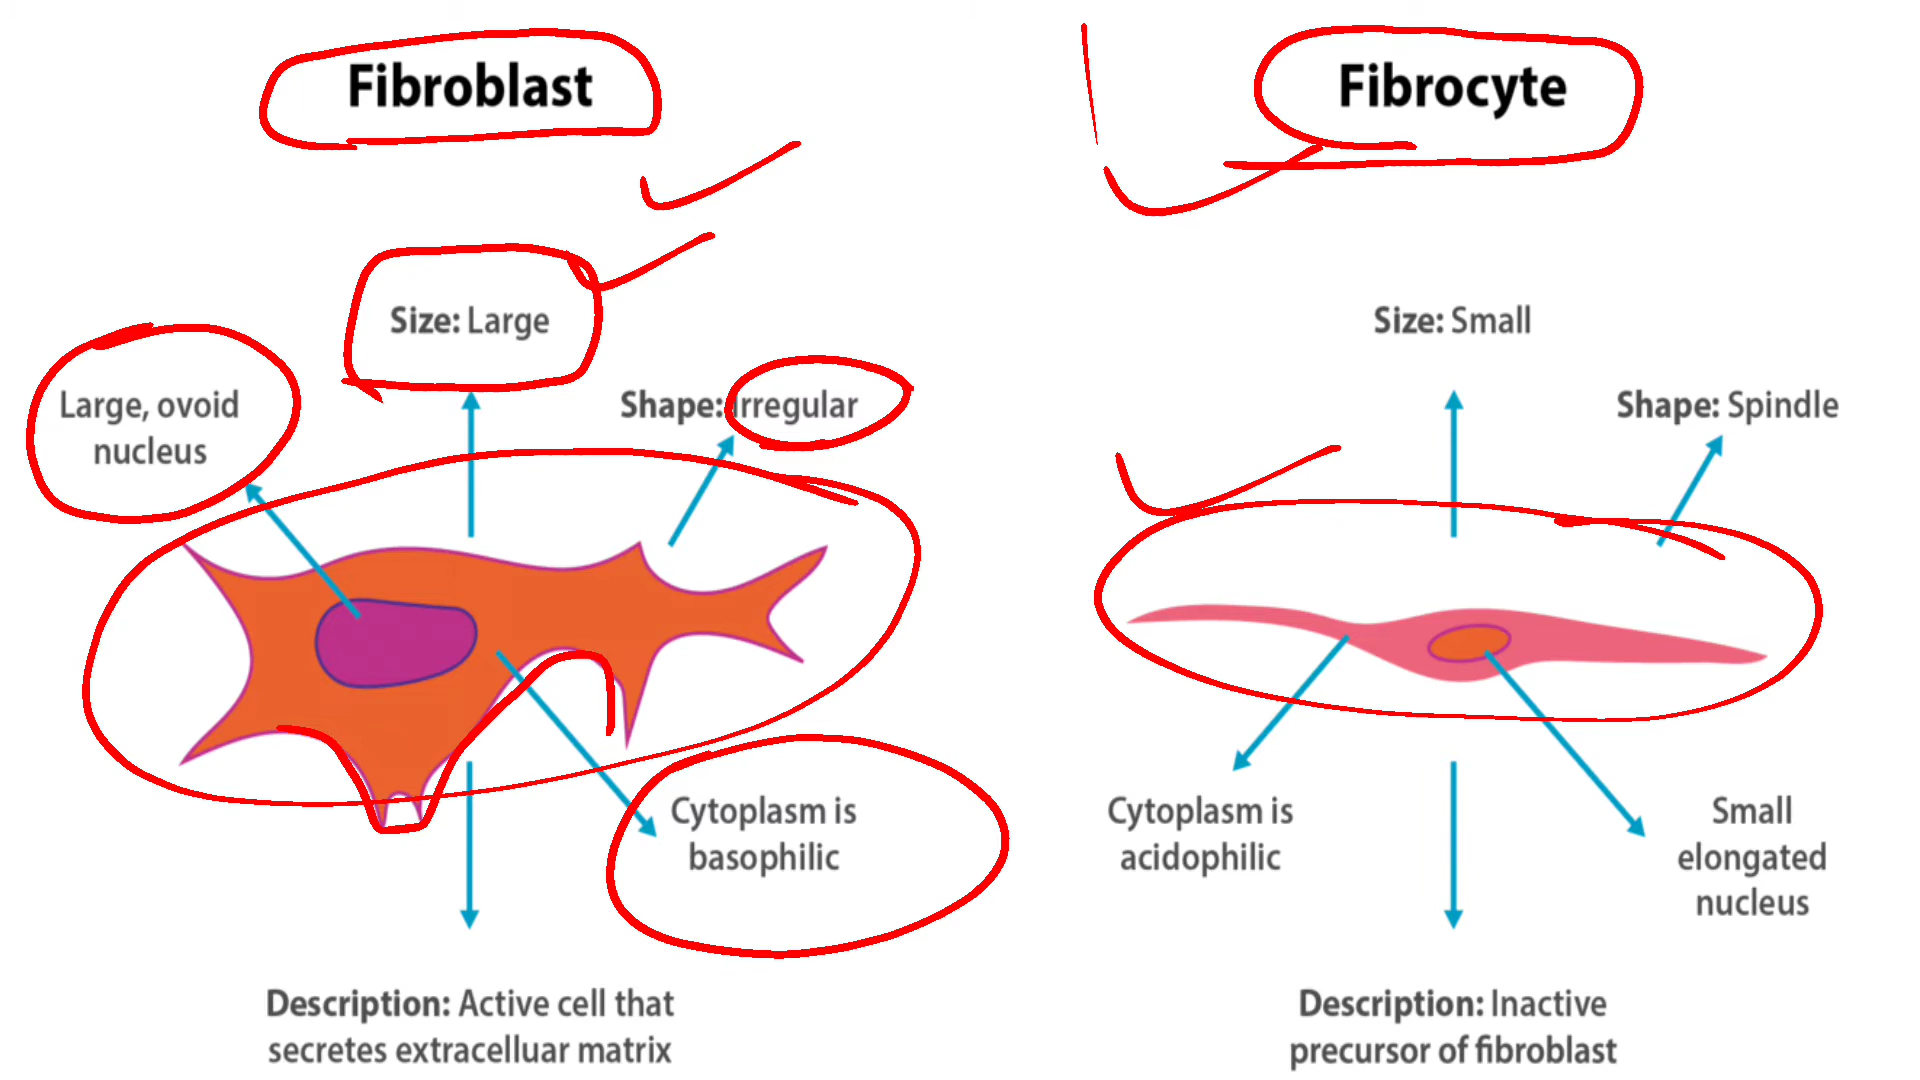 Fibroblast
Size: Large
Large, ovoid
nucleus
Shape: Irregular
Cytoplasm is
basophilic
Description: Active cell that
secretes extracelluar matrix
Fibrocyte
Size: Small
Shape: Spindle
Cytoplasm is
acidophilic
Small
elongated
nucleus
Description: Inactive
precursor of fibroblast